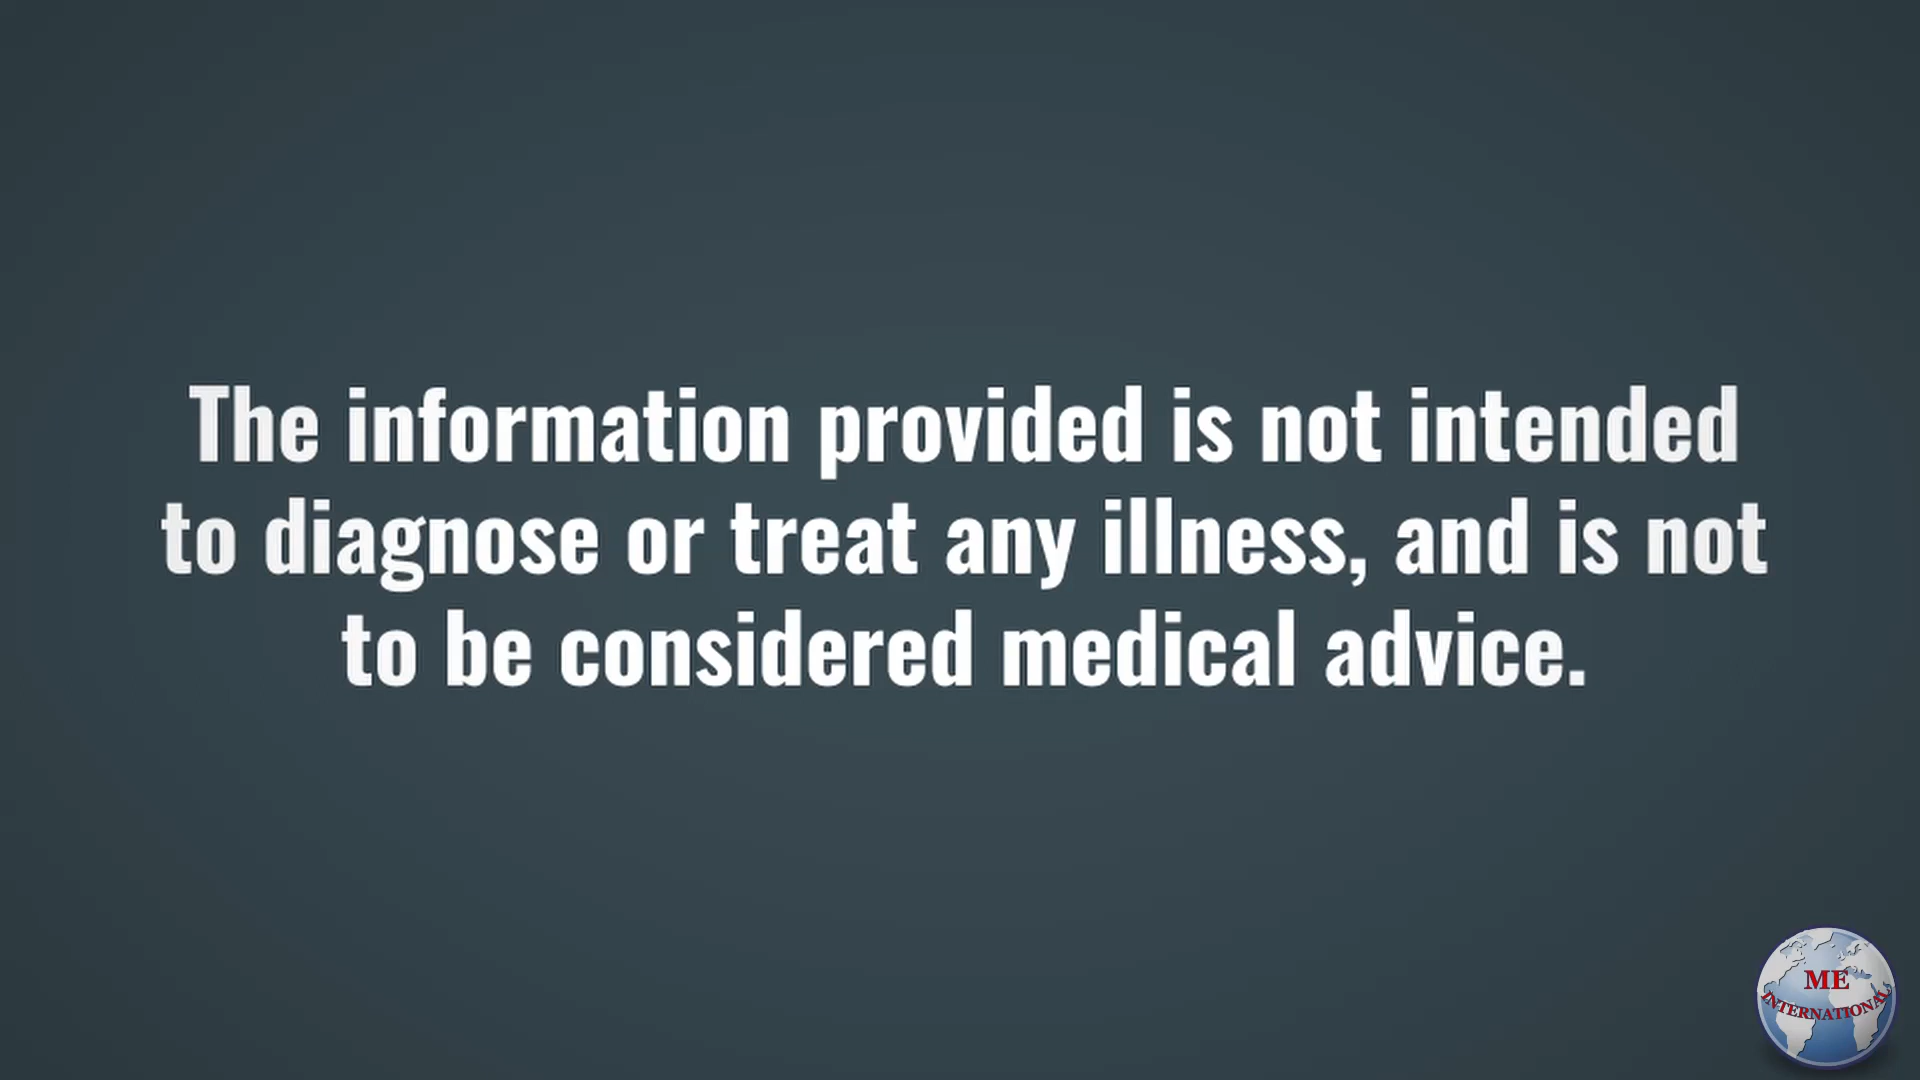 The information provided is not intended
to diagnose or treat any illness, and is not
to be considered medical advice.
ME
INTERNATIONAL